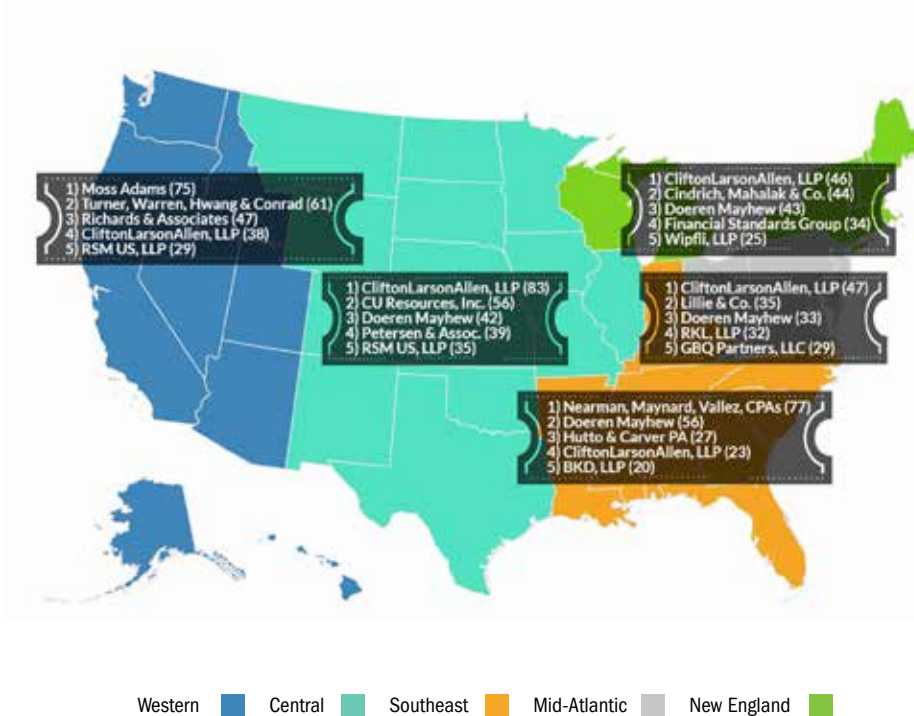 1) Moss Adams (75)
2) Turner, Warren, Hwang & Conrad (61)
3) Richards & Associates (47)
4) CliftonLarsonAllen, LLP (38)
5) RSM US, LLP (29)
1) CliftonLarsonAllen, LLP (46)
2) Cindrich, Mahalak & Co. (44)
3) Doeren Mayhew (43)
4) Financial Standards Group (34)
5) Wipfli, LLP (25)
1) CliftonLarsonAllen, LLP (83)
2) CU Resources, Inc. (56)
3) Doeren Mayhew (42)
4) Petersen & Assoc. (39)
5) RSM US, LLP (35)
1) CliftonLarsonAllen, LLP (47)
2) Lillie & Co. (35)
3) Doeren Mayhew (33)
4) RKL, LLP (32)
5) GBQ Partners, LLC (29)
1) Nearman, Maynard, Vallez, CPAs (77)
2) Doeren Mayhew (56)
3) Hutto & Carver PA (27)
4) CliftonLarsonAllen, LLP (23)
5) BKD, LLP (20)
Western Central Southeast Mid-Atlantic New England